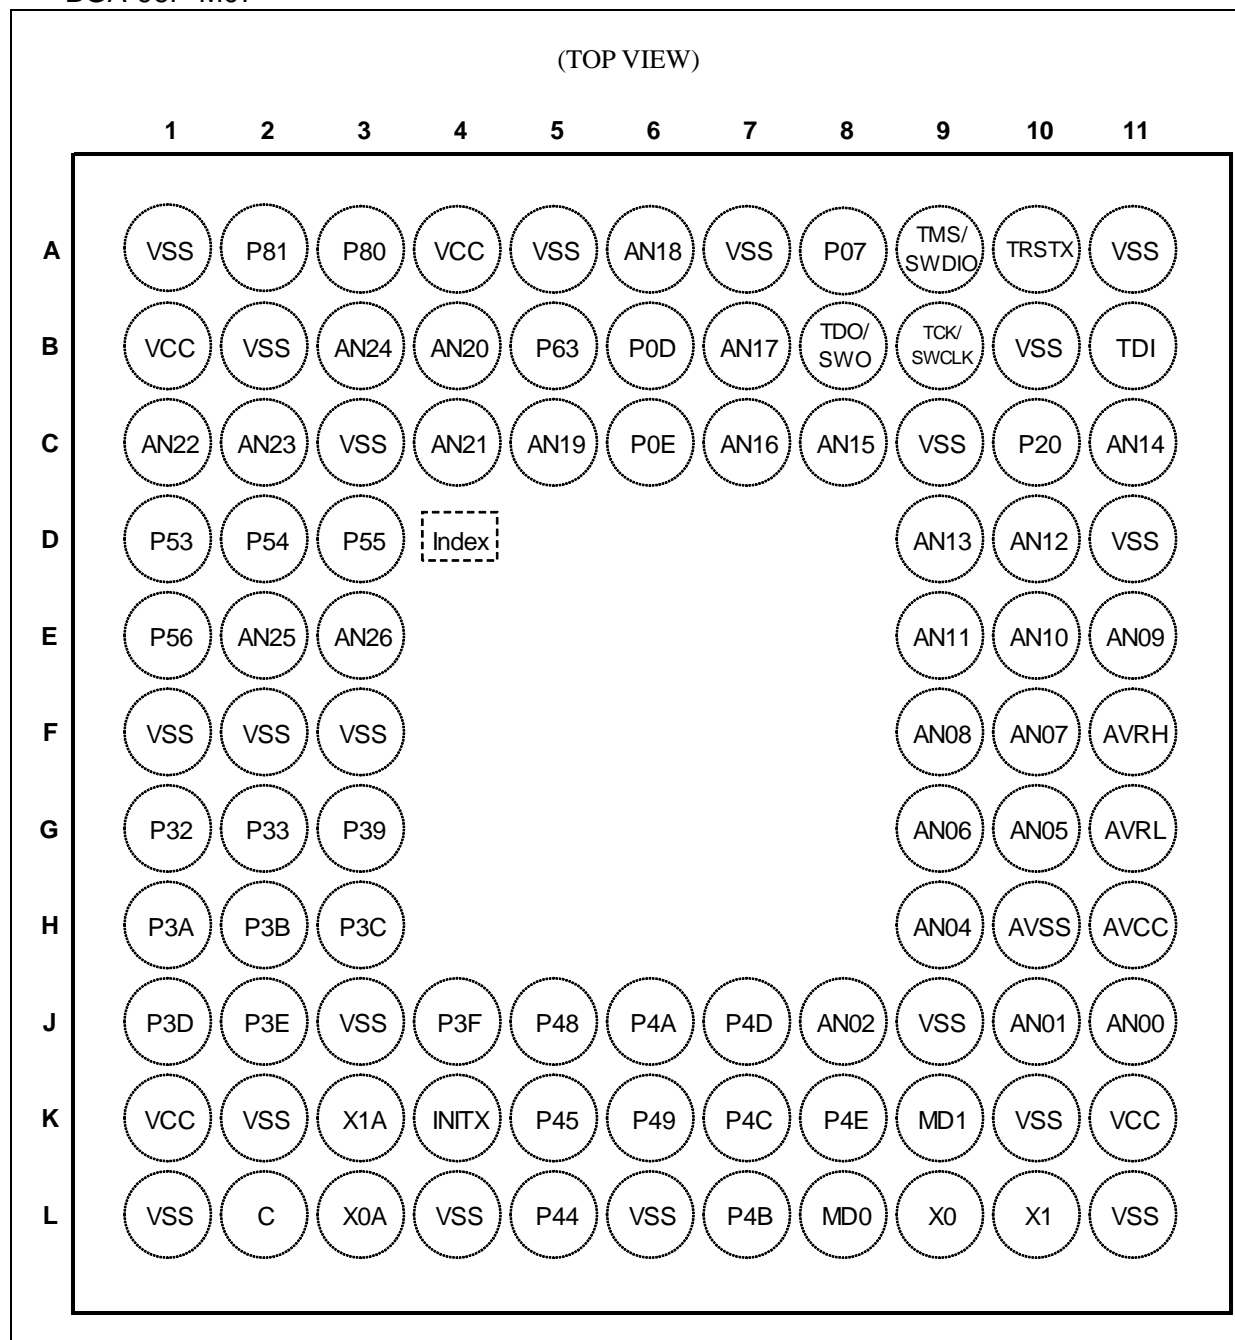 (TOP VIEW)
1 2 3 4 5 6 7 8 9 10 11
A VSS P81 P80 VCC VSS AN18 VSS P07 TMS/ SWDIO TRSTX VSS
B VCC VSS AN24 AN20 P63 P0D AN17 TDO/ SWO TCK/ SWCLK VSS TDI
C AN22 AN23 VSS AN21 AN19 P0E AN16 AN15 VSS P20 AN14
D P53 P54 P55 Index AN13 AN12 VSS
E P56 AN25 AN26 AN11 AN10 AN09
F VSS VSS VSS AN08 AN07 AVRH
G P32 P33 P39 AN06 AN05 AVRL
H P3A P3B P3C AN04 AVSS AVCC
J P3D P3E VSS P3F P48 P4A P4D AN02 VSS AN01 AN00
K VCC VSS X1A INITX P45 P49 P4C P4E MD1 VSS VCC
L VSS C X0A VSS P44 VSS P4B MD0 X0 X1 VSS